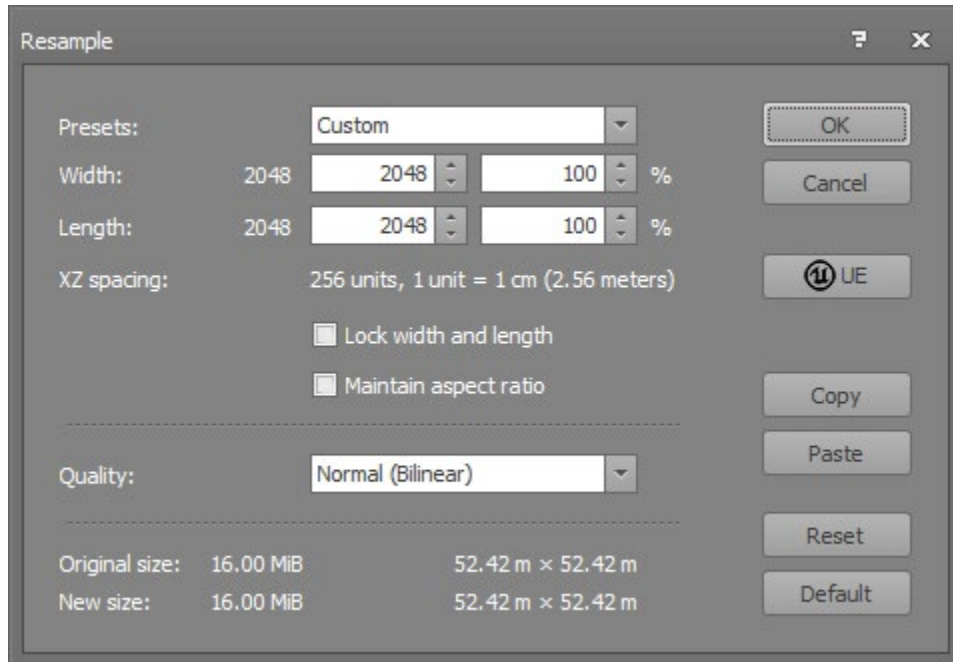 Resample ? ×
Presets: Custom OK
Width: 2048 2048 100 % Cancel
Length: 2048 2048 100 %
XZ spacing: 256 units, 1 unit = 1 cm (2.56 meters) UE
Lock width and length
Maintain aspect ratio Copy
Paste
Quality: Normal (Bilinear)
Reset
Original size: 16.00 MiB 52.42 m × 52.42 m
New size: 16.00 MiB 52.42 m × 52.42 m Default